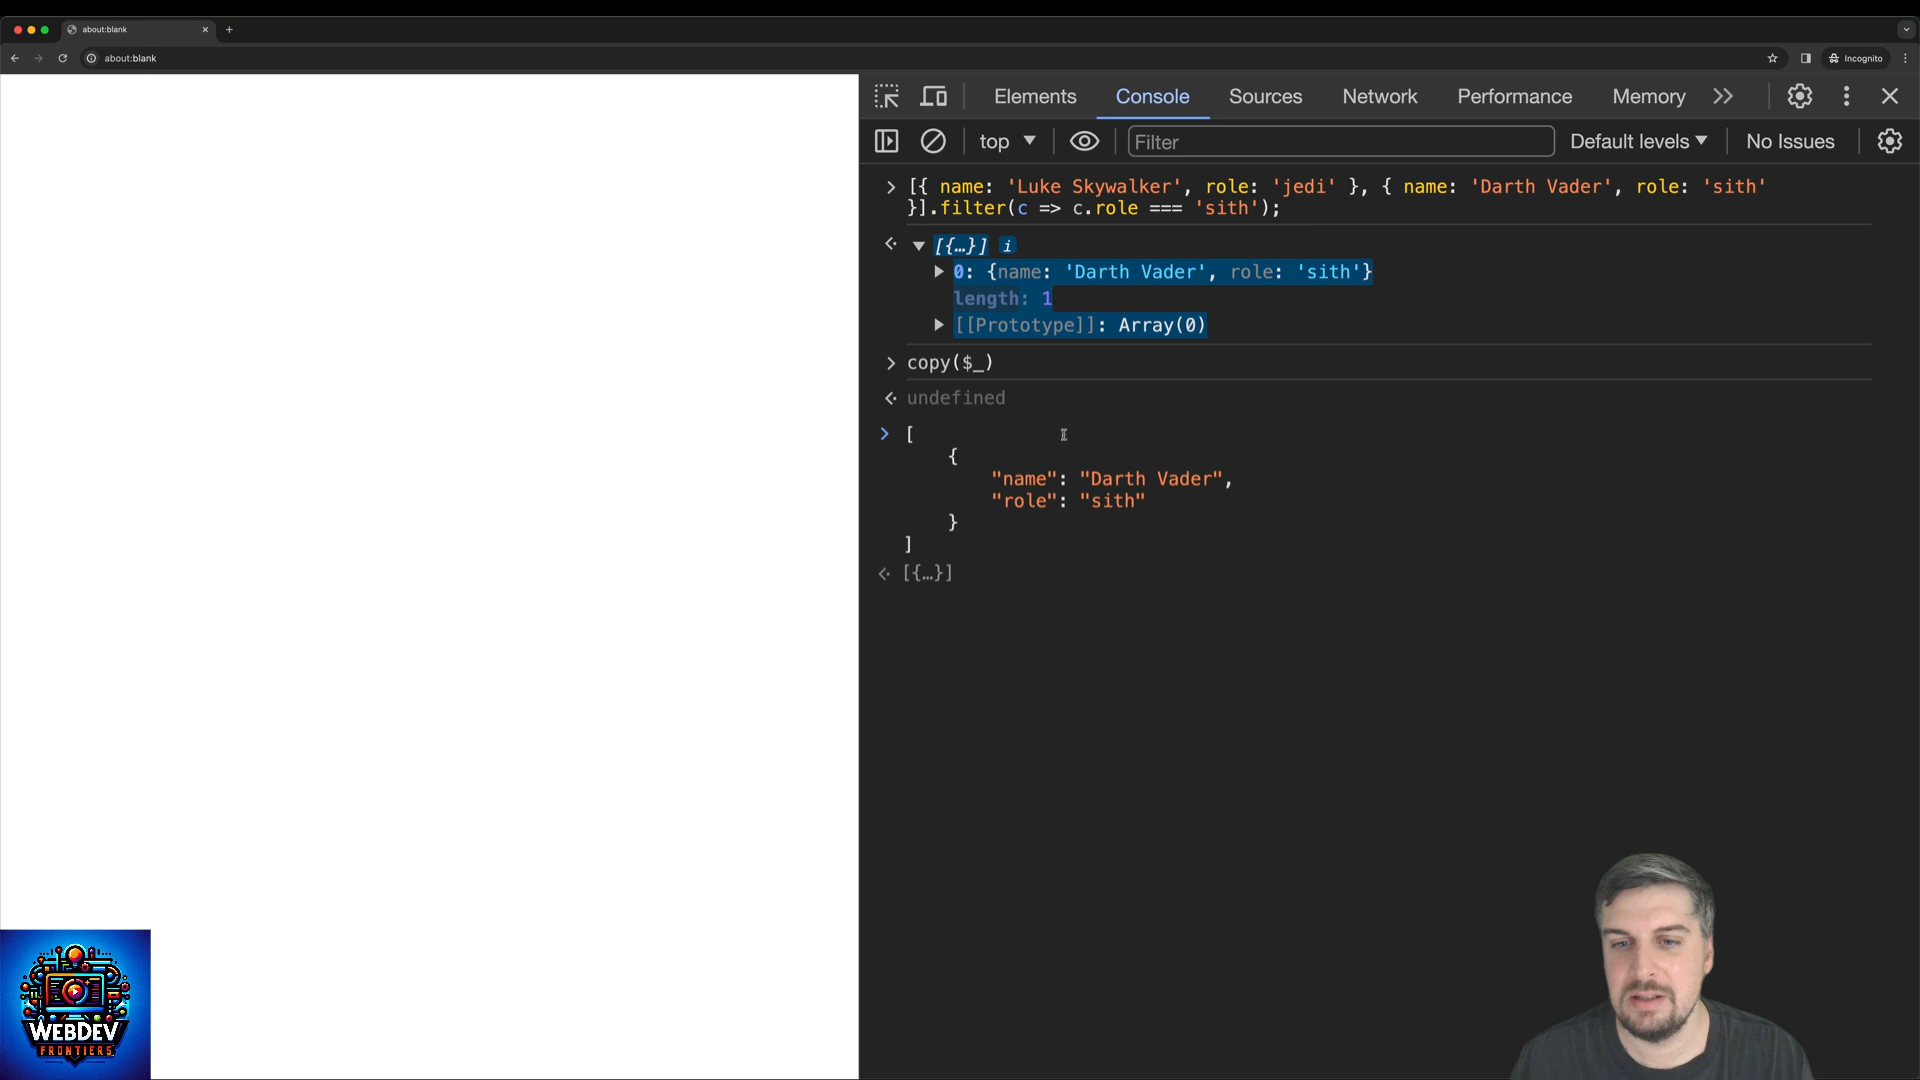 about:blank
about:blank
Incognito
Elements Console Sources Network Performance Memory
top Filter Default levels No Issues
[{ name: 'Luke Skywalker', role: 'jedi' }, { name: 'Darth Vader', role: 'sith'
}].filter(c => c.role === 'sith');
[{…}] i
0: {name: 'Darth Vader', role: 'sith'}
length: 1
[[Prototype]]: Array(0)
copy($_)
undefined
[
{
"name": "Darth Vader",
"role": "sith"
}
]
[{…}]
WEBDEV
FRONTIERS